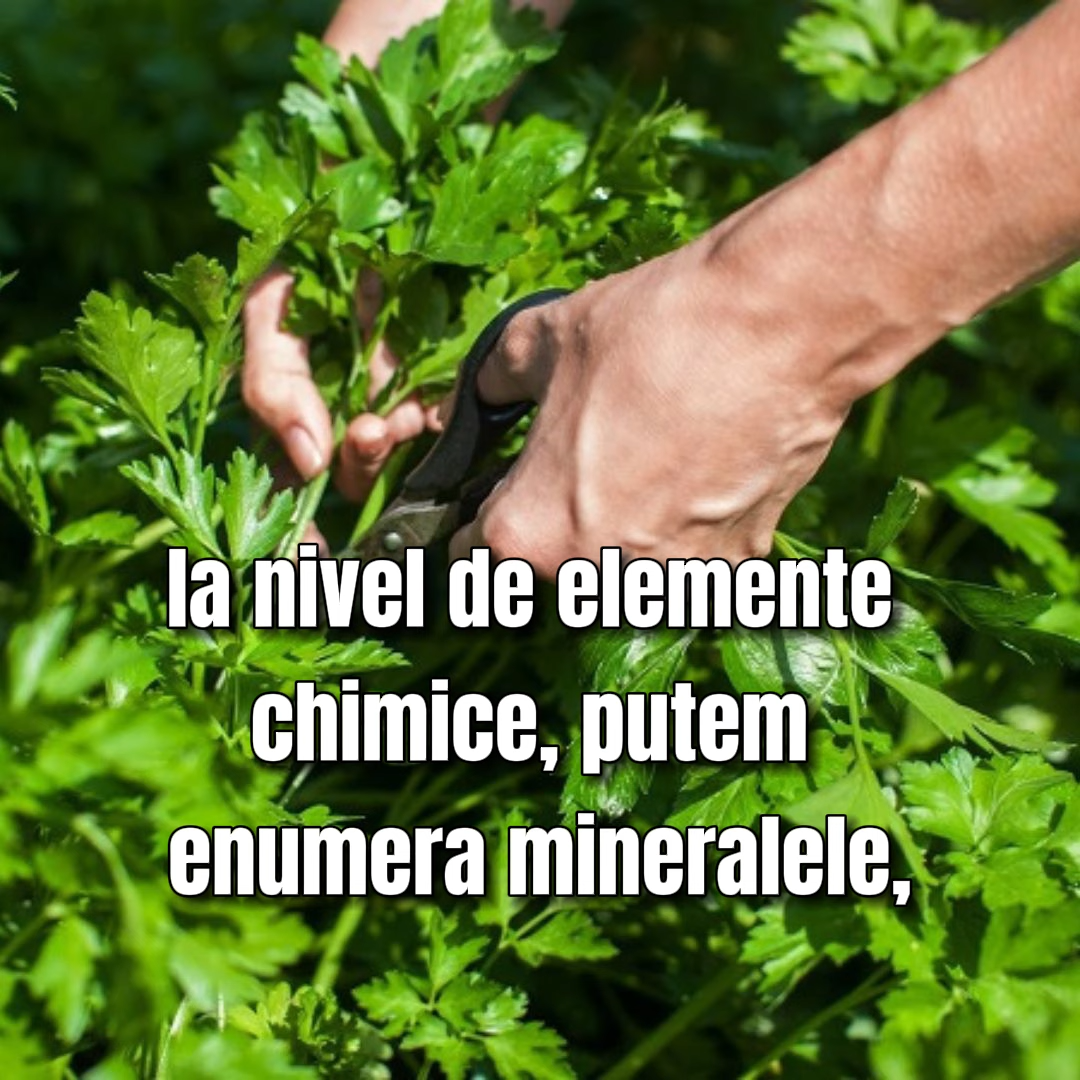 la nivel de elemente
chimice, putem
enumera mineralele,